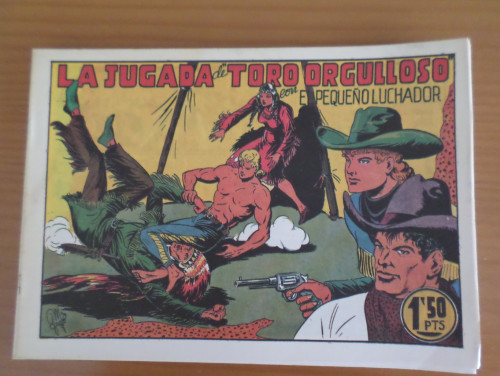 LA JUGADA de TORO ORGULLOSO
con EL PEQUEÑO LUCHADOR
1'50
PTS